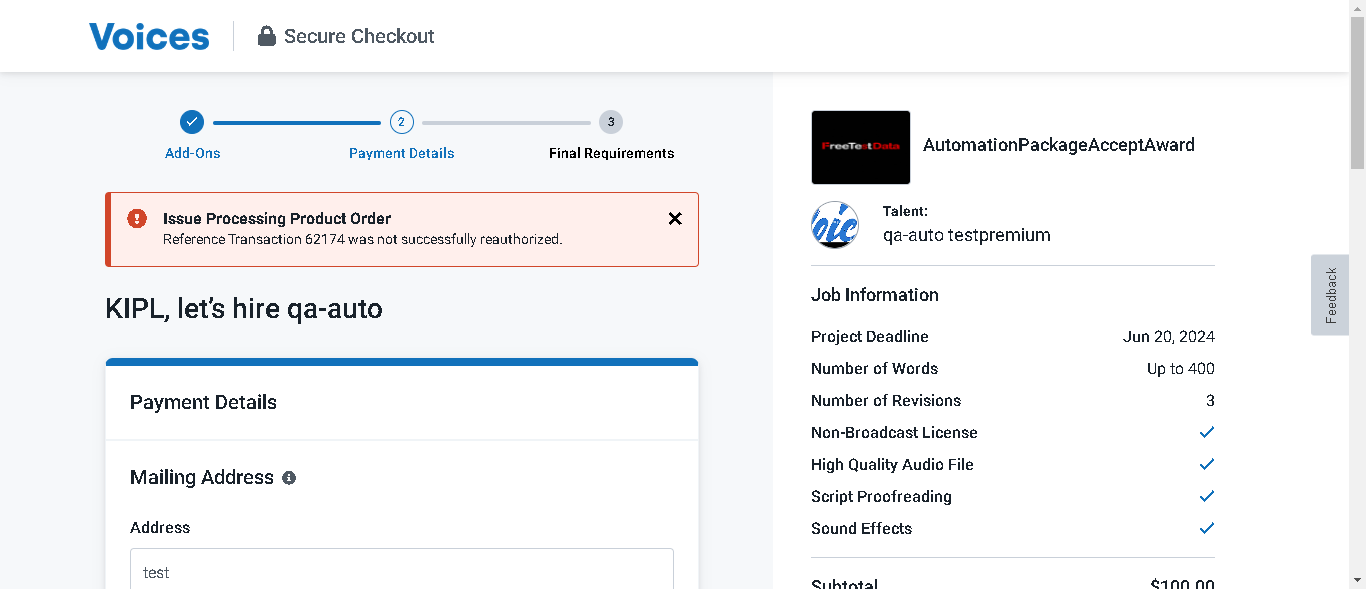 Voices
Secure Checkout
2
3
Add-Ons
Payment Details
Final Requirements
Issue Processing Product Order
Reference Transaction 62174 was not successfully reauthorized.
KIPL, let's hire qa-auto
Payment Details
Mailing Address
Address
test
FreeTestData
AutomationPackageAcceptAward
oic
Talent:
qa-auto testpremium
Job Information
Project Deadline Jun 20, 2024
Number of Words Up to 400
Number of Revisions 3
Non-Broadcast License
High Quality Audio File
Script Proofreading
Sound Effects
Subtotal $100.00
Feedback